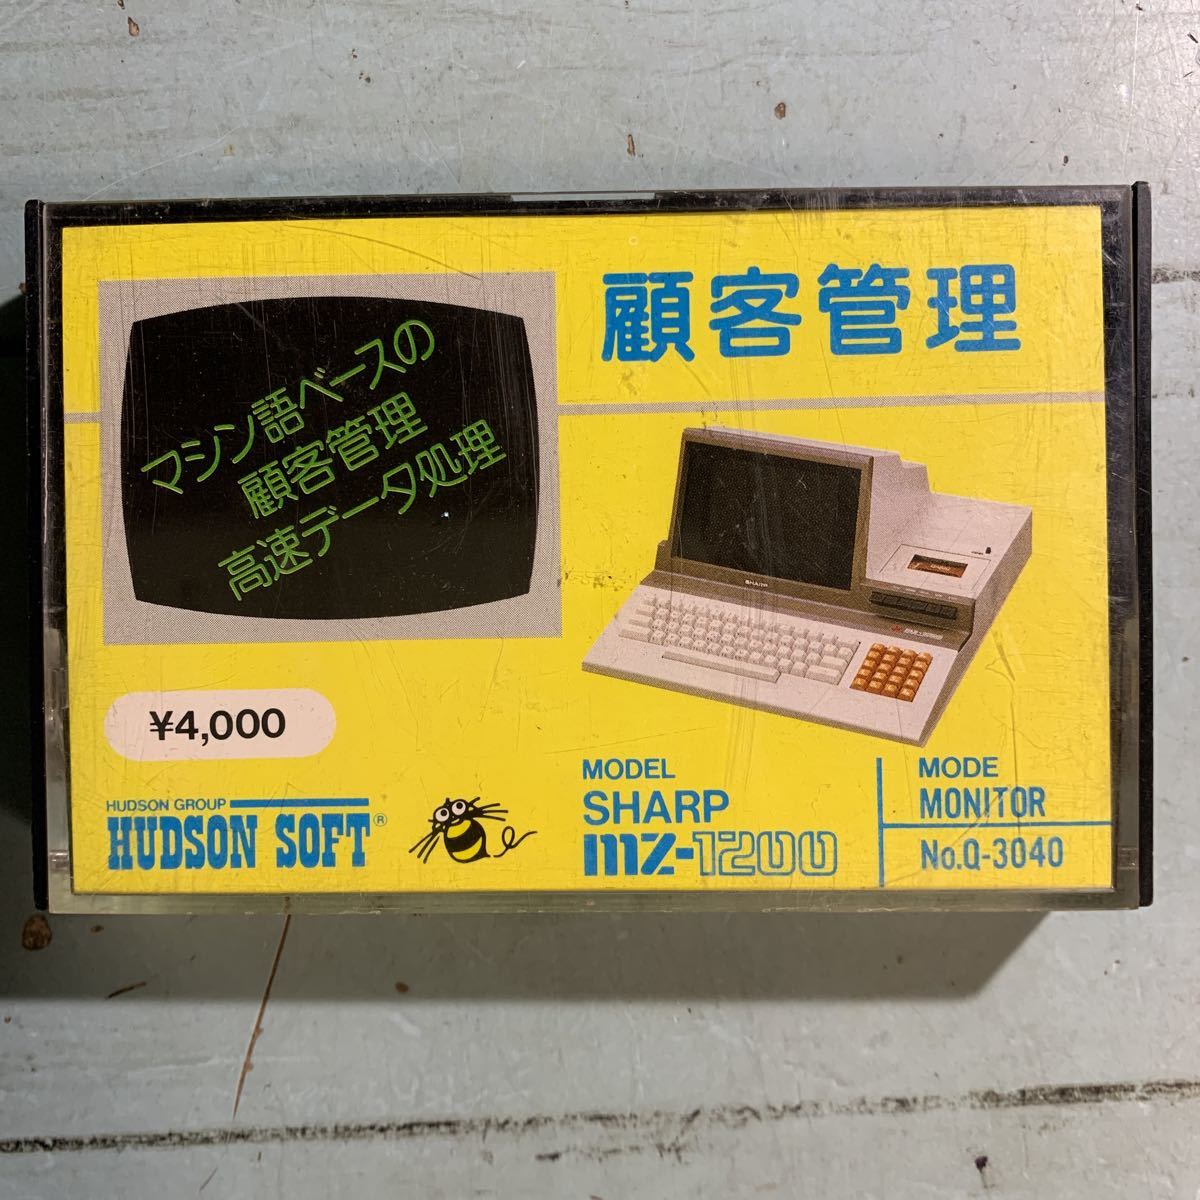 顧客管理
マシン語ベースの
顧客管理
高速データ処理
SHARP
¥4,000
HUDSON GROUP
HUDSON SOFT®
MODEL
SHARP
mz-1200
MODE
MONITOR
No.Q-3040